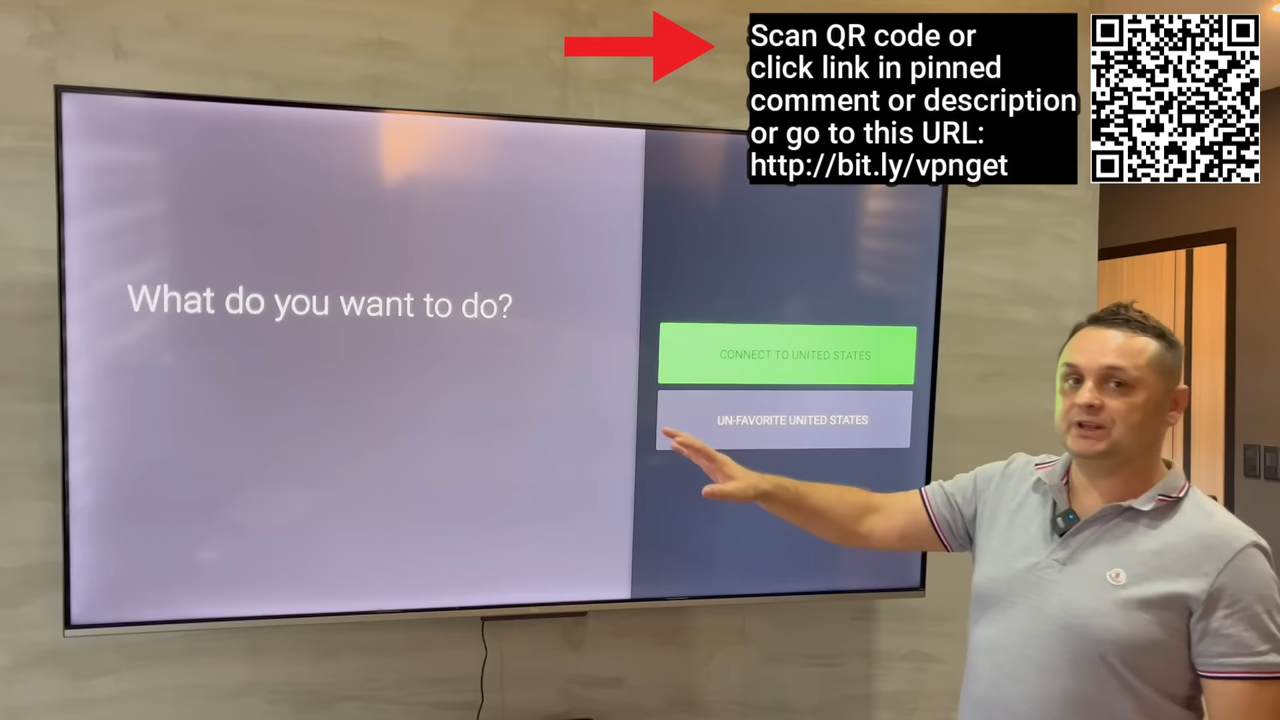 Scan QR code or
click link in pinned
comment or description
or go to this URL:
http://bit.ly/vpnget
What do you want to do?
CONNECT TO UNITED STATES
UN-FAVORITE UNITED STATES